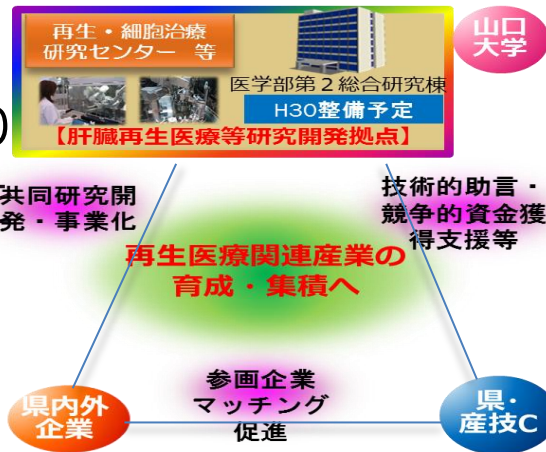 再生・細胞治療
研究センター 等
山口
大学
医学部第2総合研究棟
H30整備予定
【肝臓再生医療等研究開発拠点】
共同研究開
発・事業化
技術的助言・
競争的資金獲
得支援等
再生医療関連産業の
育成・集積へ
参画企業
マッチング
促進
県内外
企業
県・
産技C